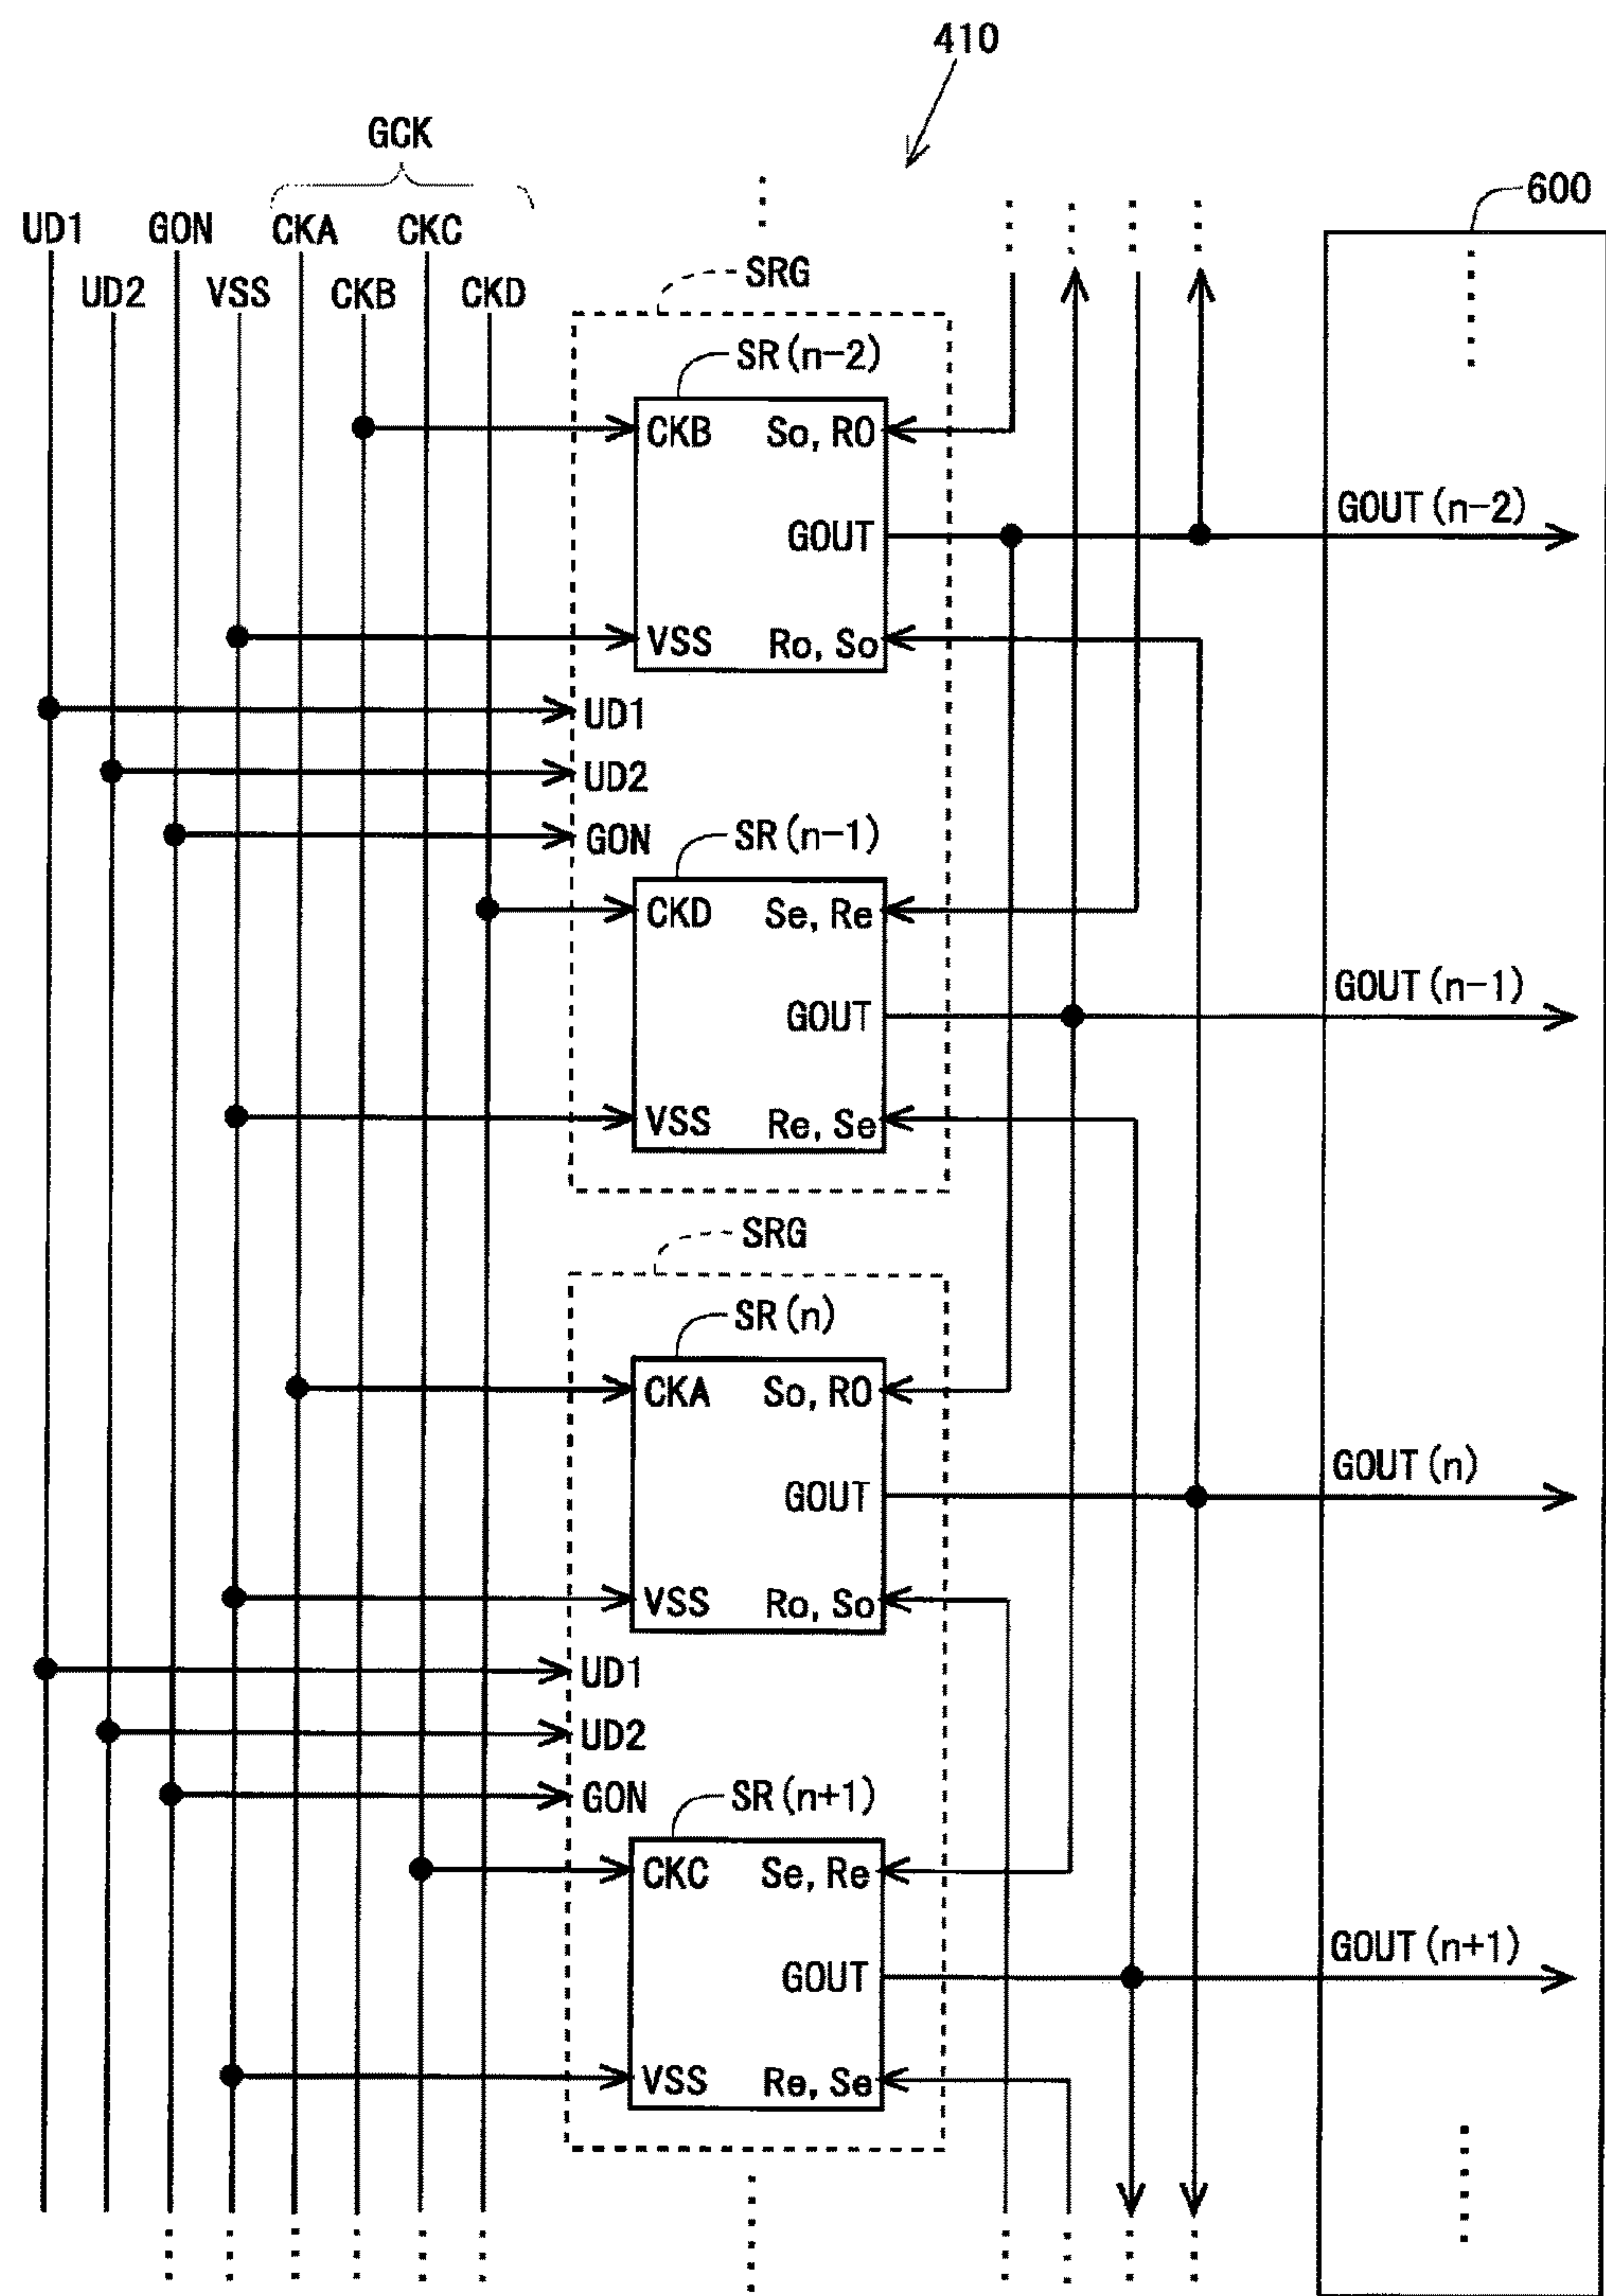 410
GCK
600
UD1 GON CKA CKC
UD2 VSS CKB CKD
SRG
SR(n-2)
CKB So, RO
GOUT
GOUT(n-2)
VSS Ro, So
UD1
UD2
GON
SR(n-1)
CKD Se, Re
GOUT
GOUT(n-1)
VSS Re, Se
SRG
SR(n)
CKA So, RO
GOUT
GOUT(n)
VSS Ro, So
UD1
UD2
GON
SR(n+1)
CKC Se, Re
GOUT
GOUT(n+1)
VSS Re, Se